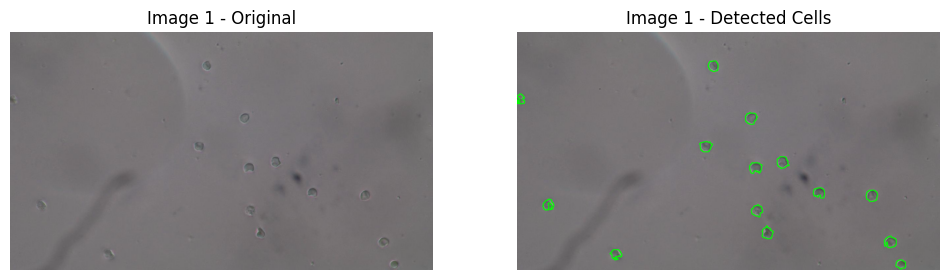 Image 1 - Original
Image 1 - Detected Cells